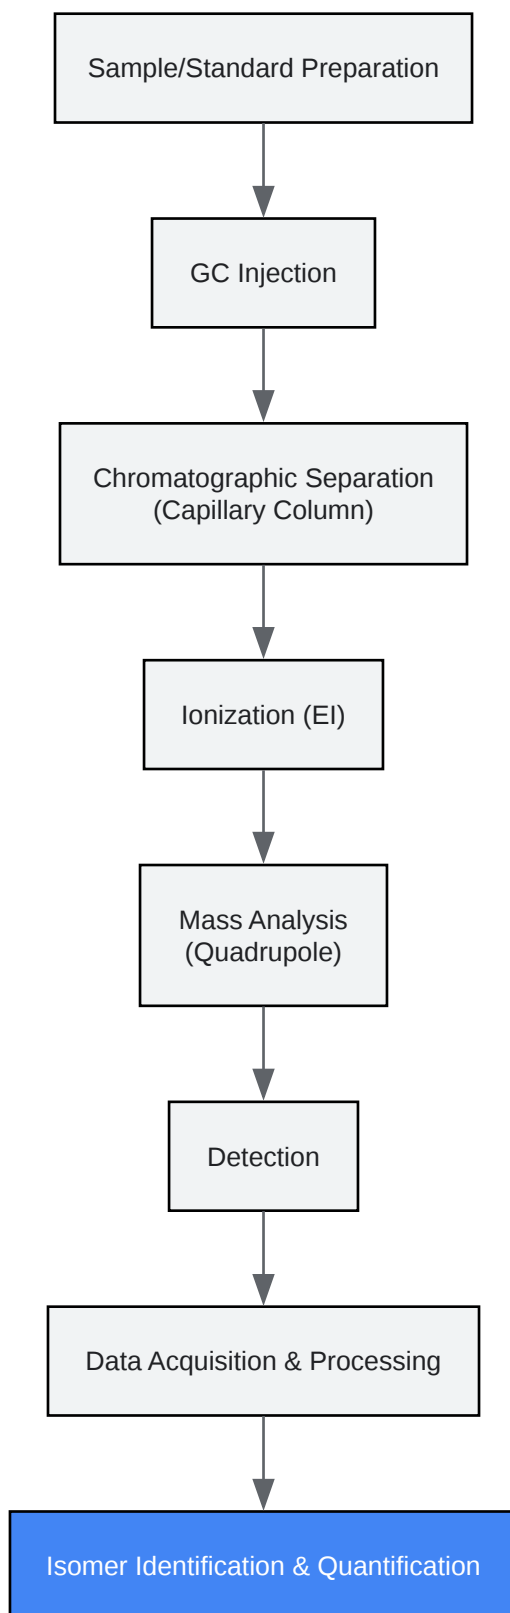 Sample/Standard Preparation
GC Injection
Chromatographic Separation
(Capillary Column)
Ionization (EI)
Mass Analysis
(Quadrupole)
Detection
Data Acquisition & Processing
Isomer Identification & Quantification